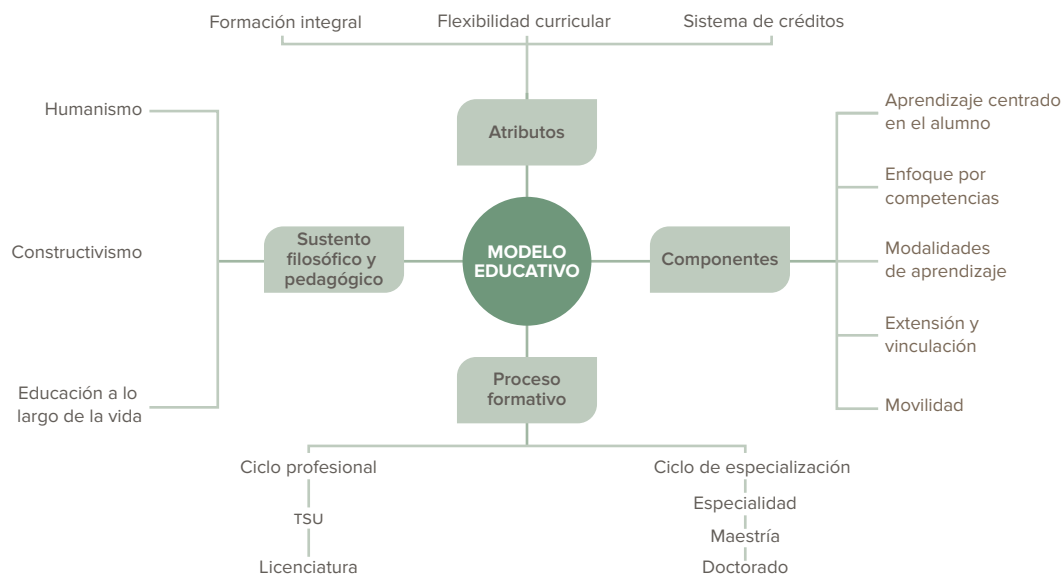 Formación integral
Flexibilidad curricular
Sistema de créditos
Atributos
Humanismo
Constructivismo
Educación a lo
largo de la vida
Sustento
filosófico y
pedagógico
MODELO
EDUCATIVO
Componentes
Aprendizaje centrado
en el alumno
Enfoque por
competencias
Modalidades
de aprendizaje
Extensión y
vinculación
Movilidad
Proceso
formativo
Ciclo profesional
TSU
Licenciatura
Ciclo de especialización
Especialidad
Maestría
Doctorado